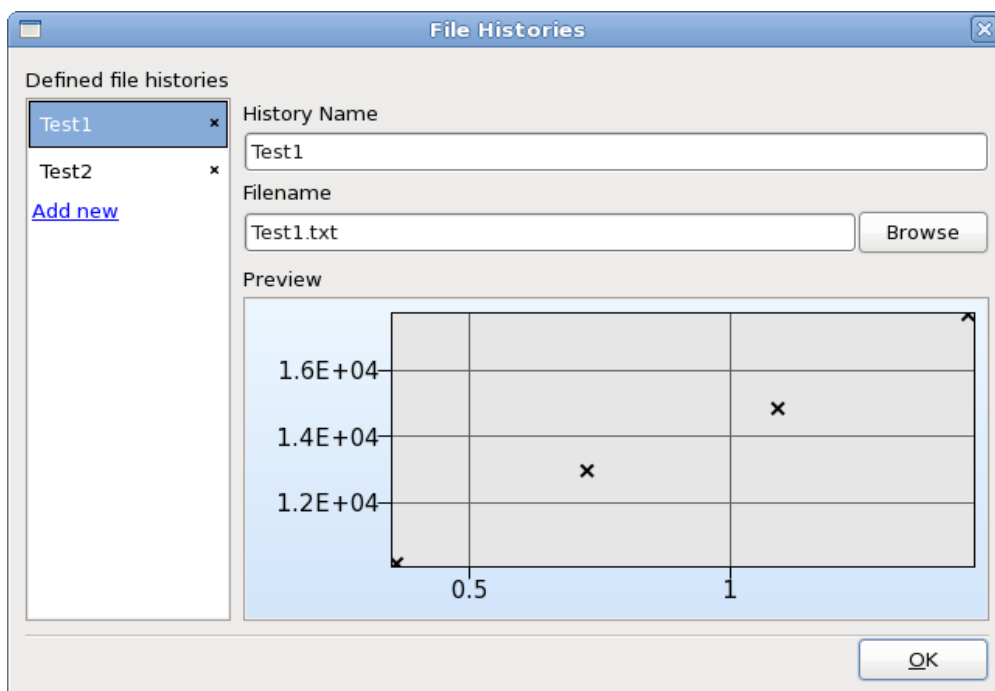 File Histories
Defined file histories
Test1
Test2
Add new
History Name
Test1
Filename
Test1.txt
Browse
Preview
1.6E+04
1.4E+04
1.2E+04
0.5 1
OK